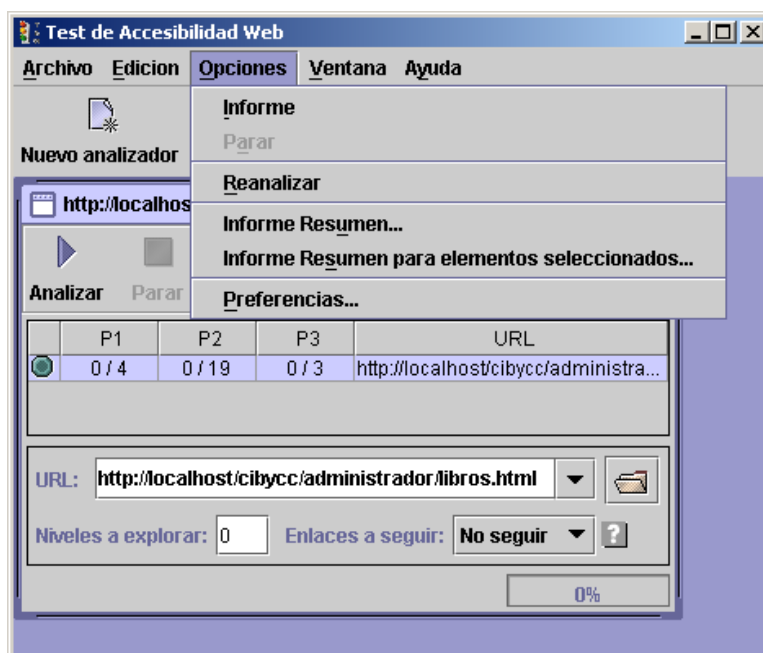 Test de Accesibilidad Web
Archivo Edicion Opciones Ventana Ayuda
Nuevo analizador
Informe
Parar
Reanalizar
Informe Resumen...
Informe Resumen para elementos seleccionados...
Preferencias...
http://localhos
Analizar Parar
P1 P2 P3 URL
0 / 4 0 / 19 0 / 3 http://localhost/cibycc/administra...
URL: http://localhost/cibycc/administrador/libros.html
Niveles a explorar: 0 Enlaces a seguir: No seguir ?
0%